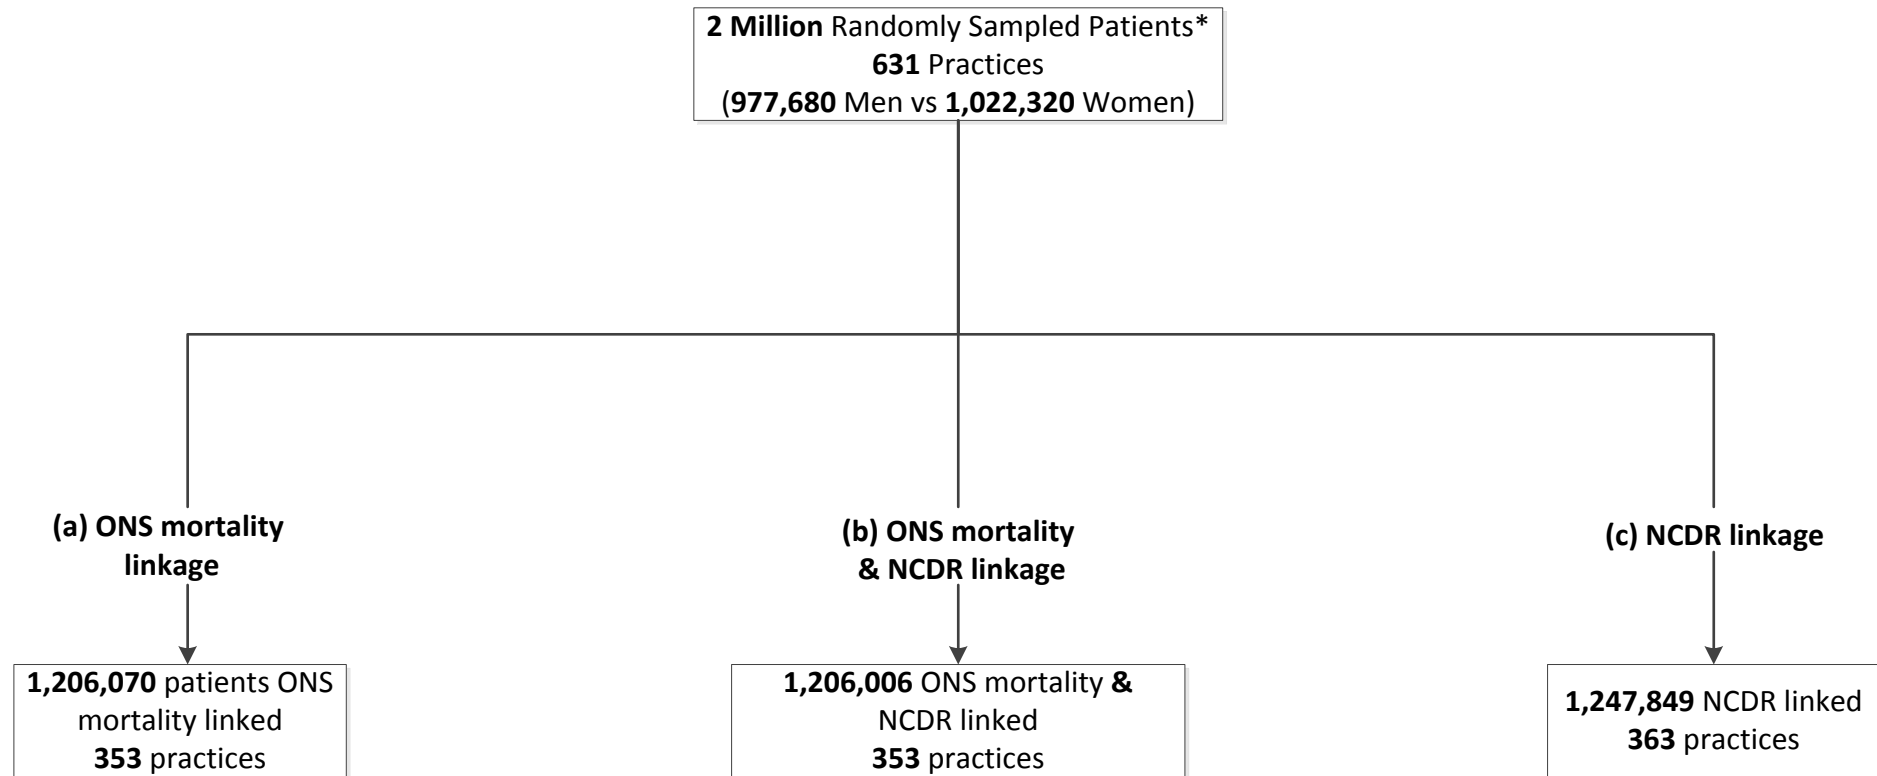 2 Million Randomly Sampled Patients*
631 Practices
(977,680 Men vs 1,022,320 Women)
(a) ONS mortality
linkage
(b) ONS mortality
& NCDR linkage
(c) NCDR linkage
1,206,070 patients ONS
mortality linked
353 practices
1,206,006 ONS mortality &
NCDR linked
353 practices
1,247,849 NCDR linked
363 practices